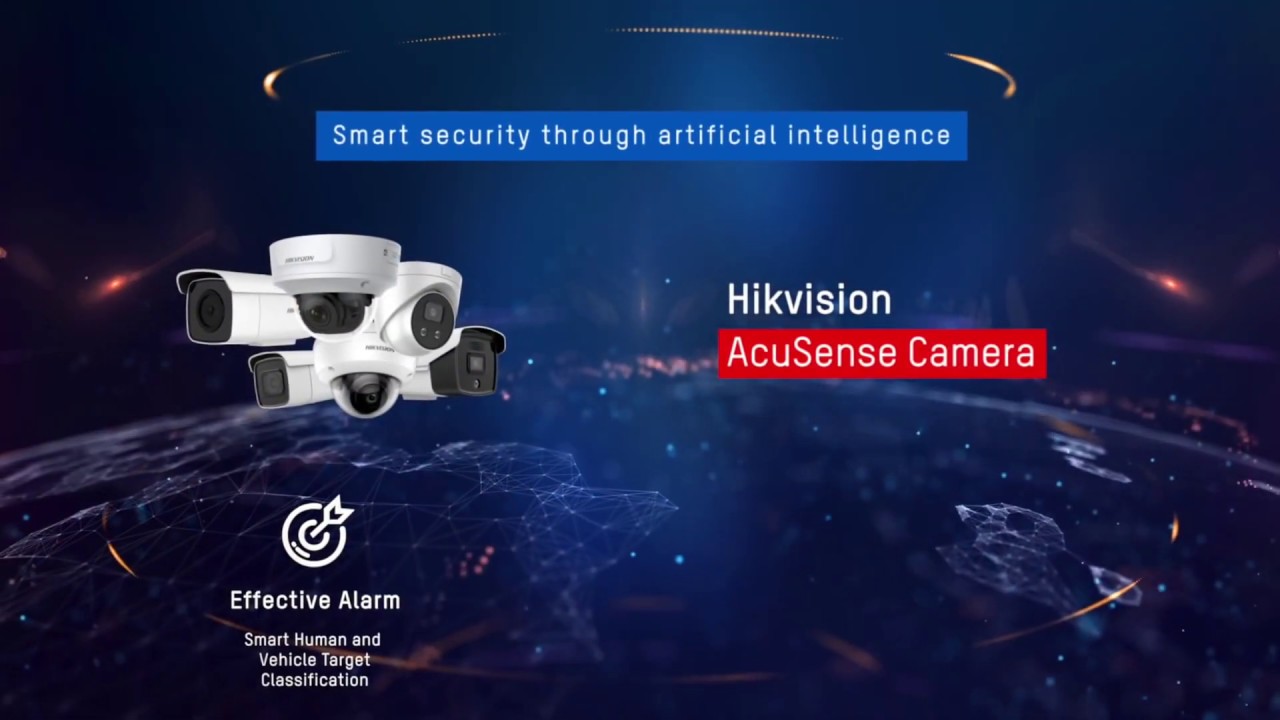 Smart security through artificial intelligence
HIKVISION
HIKVISION
Hikvision
AcuSense Camera
Effective Alarm
Smart Human and
Vehicle Target
Classification